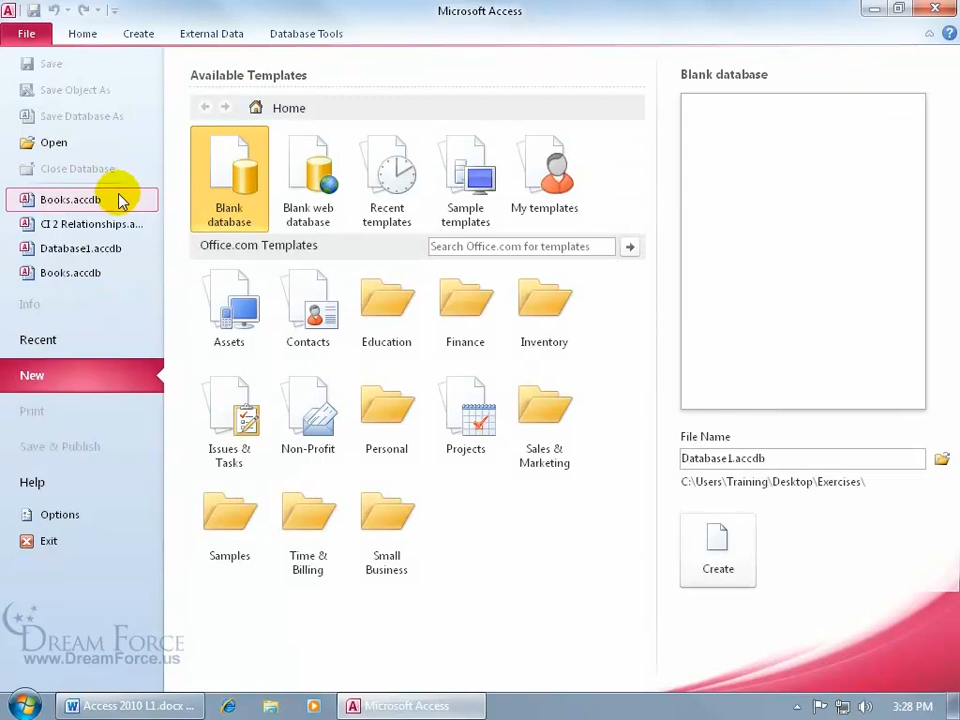 Microsoft Access
File Home Create External Data Database Tools
Save
Save Object As
Save Database As
Open
Close Database
Books.accdb
CI 2 Relationships.a...
Database1.accdb
Books.accdb
Info
Recent
New
Print
Save & Publish
Help
Options
Exit
Available Templates
Home
Blank database
Blank web database
Recent templates
Sample templates
My templates
Office.com Templates
Search Office.com for templates
Assets
Contacts
Education
Finance
Inventory
Issues & Tasks
Non-Profit
Personal
Projects
Sales & Marketing
Samples
Time & Billing
Small Business
Blank database
File Name
Database1.accdb
C:\Users\Training\Desktop\Exercises\
Create
DREAM FORCE
www.DreamForce.us
Access 2010 L1.docx ...
Microsoft Access
3:28 PM